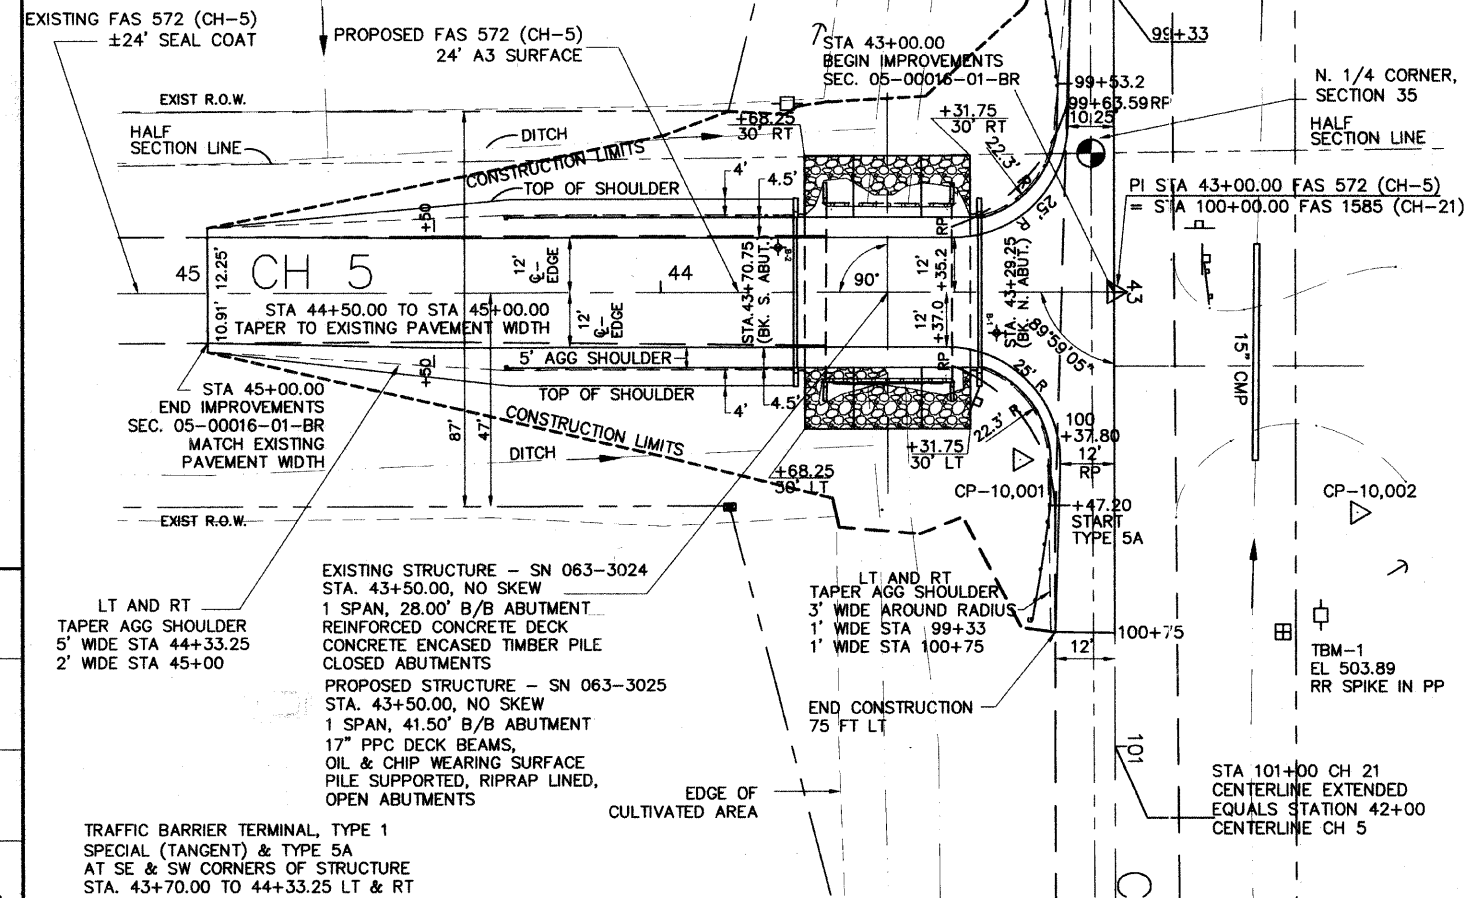 EXISTING FAS 572 (CH-5)
±24' SEAL COAT
PROPOSED FAS 572 (CH-5)
24' A3 SURFACE
STA 43+00.00
BEGIN IMPROVEMENTS
SEC. 05-00016-01-BR
99+33
99+53.2
99+63.59 RP
10.25'
N. 1/4 CORNER,
SECTION 35
HALF
SECTION LINE
EXIST R.O.W.
HALF
SECTION LINE
DITCH
CONSTRUCTION LIMITS
TOP OF SHOULDER
+68.25
30' RT
+31.75
30' RT
22.3' R
25' R
PI STA 43+00.00 FAS 572 (CH-5)
= STA 100+00.00 FAS 1585 (CH-21)
4'
4.5'
+50
45
12.25'
CH 5
12'
℄-
EDGE
44
STA.43+70.75
(BK. S. ABUT.)
B-2
90°
RP
12'
+35.2
STA. 43+29.25
(BK. N. ABUT.)
43
10.91'
STA 44+50.00 TO STA 45+00.00
TAPER TO EXISTING PAVEMENT WIDTH
12'
℄-
EDGE
12'
+37.0
RP
B-1
89°59'05"
15" CMP
5' AGG SHOULDER
+50
TOP OF SHOULDER
4'
4.5'
25' R
22.3' R
STA 45+00.00
END IMPROVEMENTS
SEC. 05-00016-01-BR
MATCH EXISTING
PAVEMENT WIDTH
87'
47'
CONSTRUCTION LIMITS
DITCH
100
+37.80
12'
RP
+31.75
30' LT
+68.25
30' LT
CP-10,001
CP-10,002
+47.20
START
TYPE 5A
EXIST R.O.W.
EXISTING STRUCTURE - SN 063-3024
STA. 43+50.00, NO SKEW
1 SPAN, 28.00' B/B ABUTMENT
REINFORCED CONCRETE DECK
CONCRETE ENCASED TIMBER PILE
CLOSED ABUTMENTS
PROPOSED STRUCTURE - SN 063-3025
STA. 43+50.00, NO SKEW
1 SPAN, 41.50' B/B ABUTMENT
17" PPC DECK BEAMS,
OIL & CHIP WEARING SURFACE
PILE SUPPORTED, RIPRAP LINED,
OPEN ABUTMENTS
LT AND RT
TAPER AGG SHOULDER
5' WIDE STA 44+33.25
2' WIDE STA 45+00
LT AND RT
TAPER AGG SHOULDER
3' WIDE AROUND RADIUS
1' WIDE STA 99+33
1' WIDE STA 100+75
100+75
12'
TBM-1
EL 503.89
RR SPIKE IN PP
END CONSTRUCTION
75 FT LT
101
EDGE OF
CULTIVATED AREA
STA 101+00 CH 21
CENTERLINE EXTENDED
EQUALS STATION 42+00
CENTERLINE CH 5
TRAFFIC BARRIER TERMINAL, TYPE 1
SPECIAL (TANGENT) & TYPE 5A
AT SE & SW CORNERS OF STRUCTURE
STA. 43+70.00 TO 44+33.25 LT & RT
C